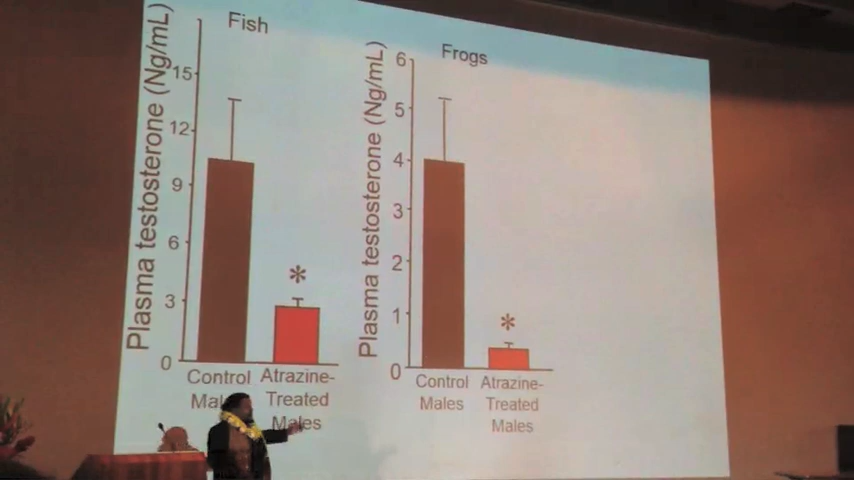 Fish
Plasma testosterone (Ng/mL)
15
12
9
6
3
0
Control
Atrazine-
Treated
Males
*
Frogs
Plasma testosterone (Ng/mL)
6
5
4
3
2
1
0
Control
Males
Atrazine-
Treated
Males
*